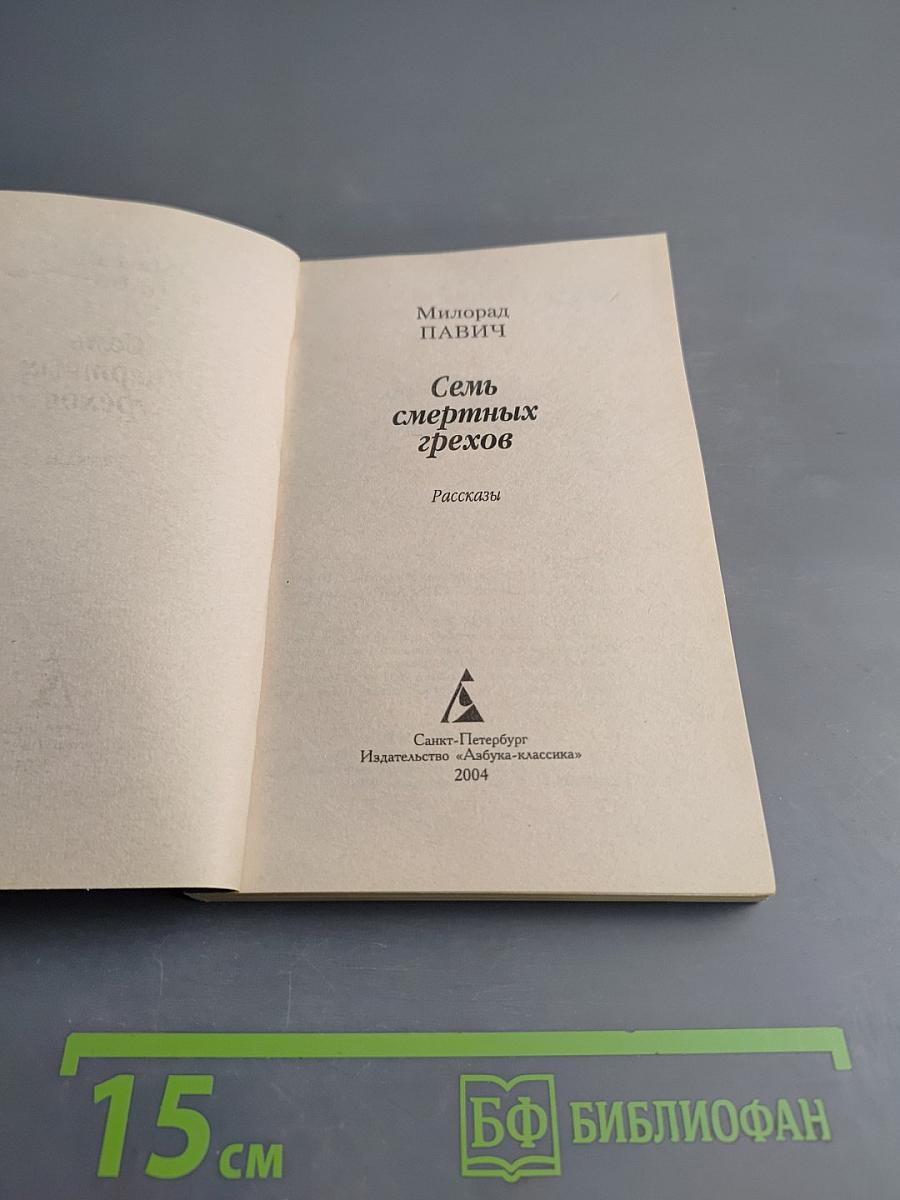 Милорад
ПАВИЧ
Семь
смертных
грехов
Рассказы
Санкт-Петербург
Издательство «Азбука-классика»
2004
15 см
БФ БИБЛИОФАН